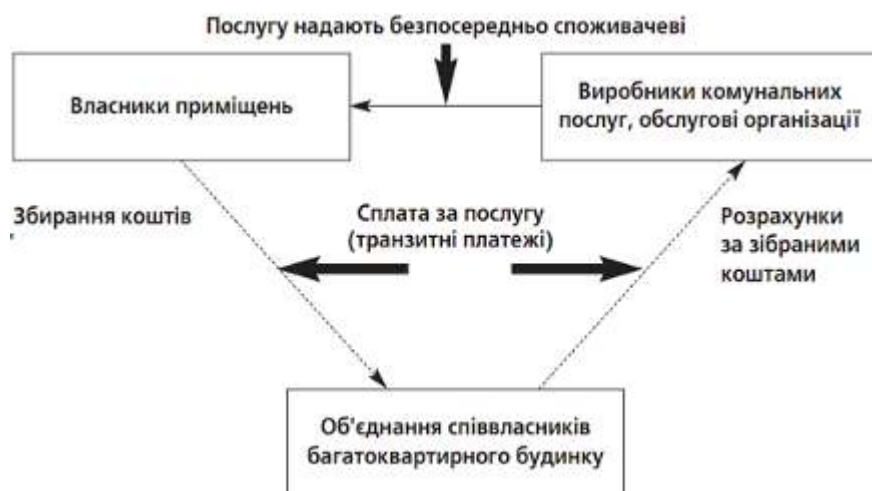 Послугу надають безпосередньо споживачеві
Власники приміщень
Виробники комунальних
послуг, обслугові організації
Збирання коштів
Сплата за послугу
(транзитні платежі)
Розрахунки
за зібраними
коштами
Об'єднання співвласників
багатоквартирного будинку